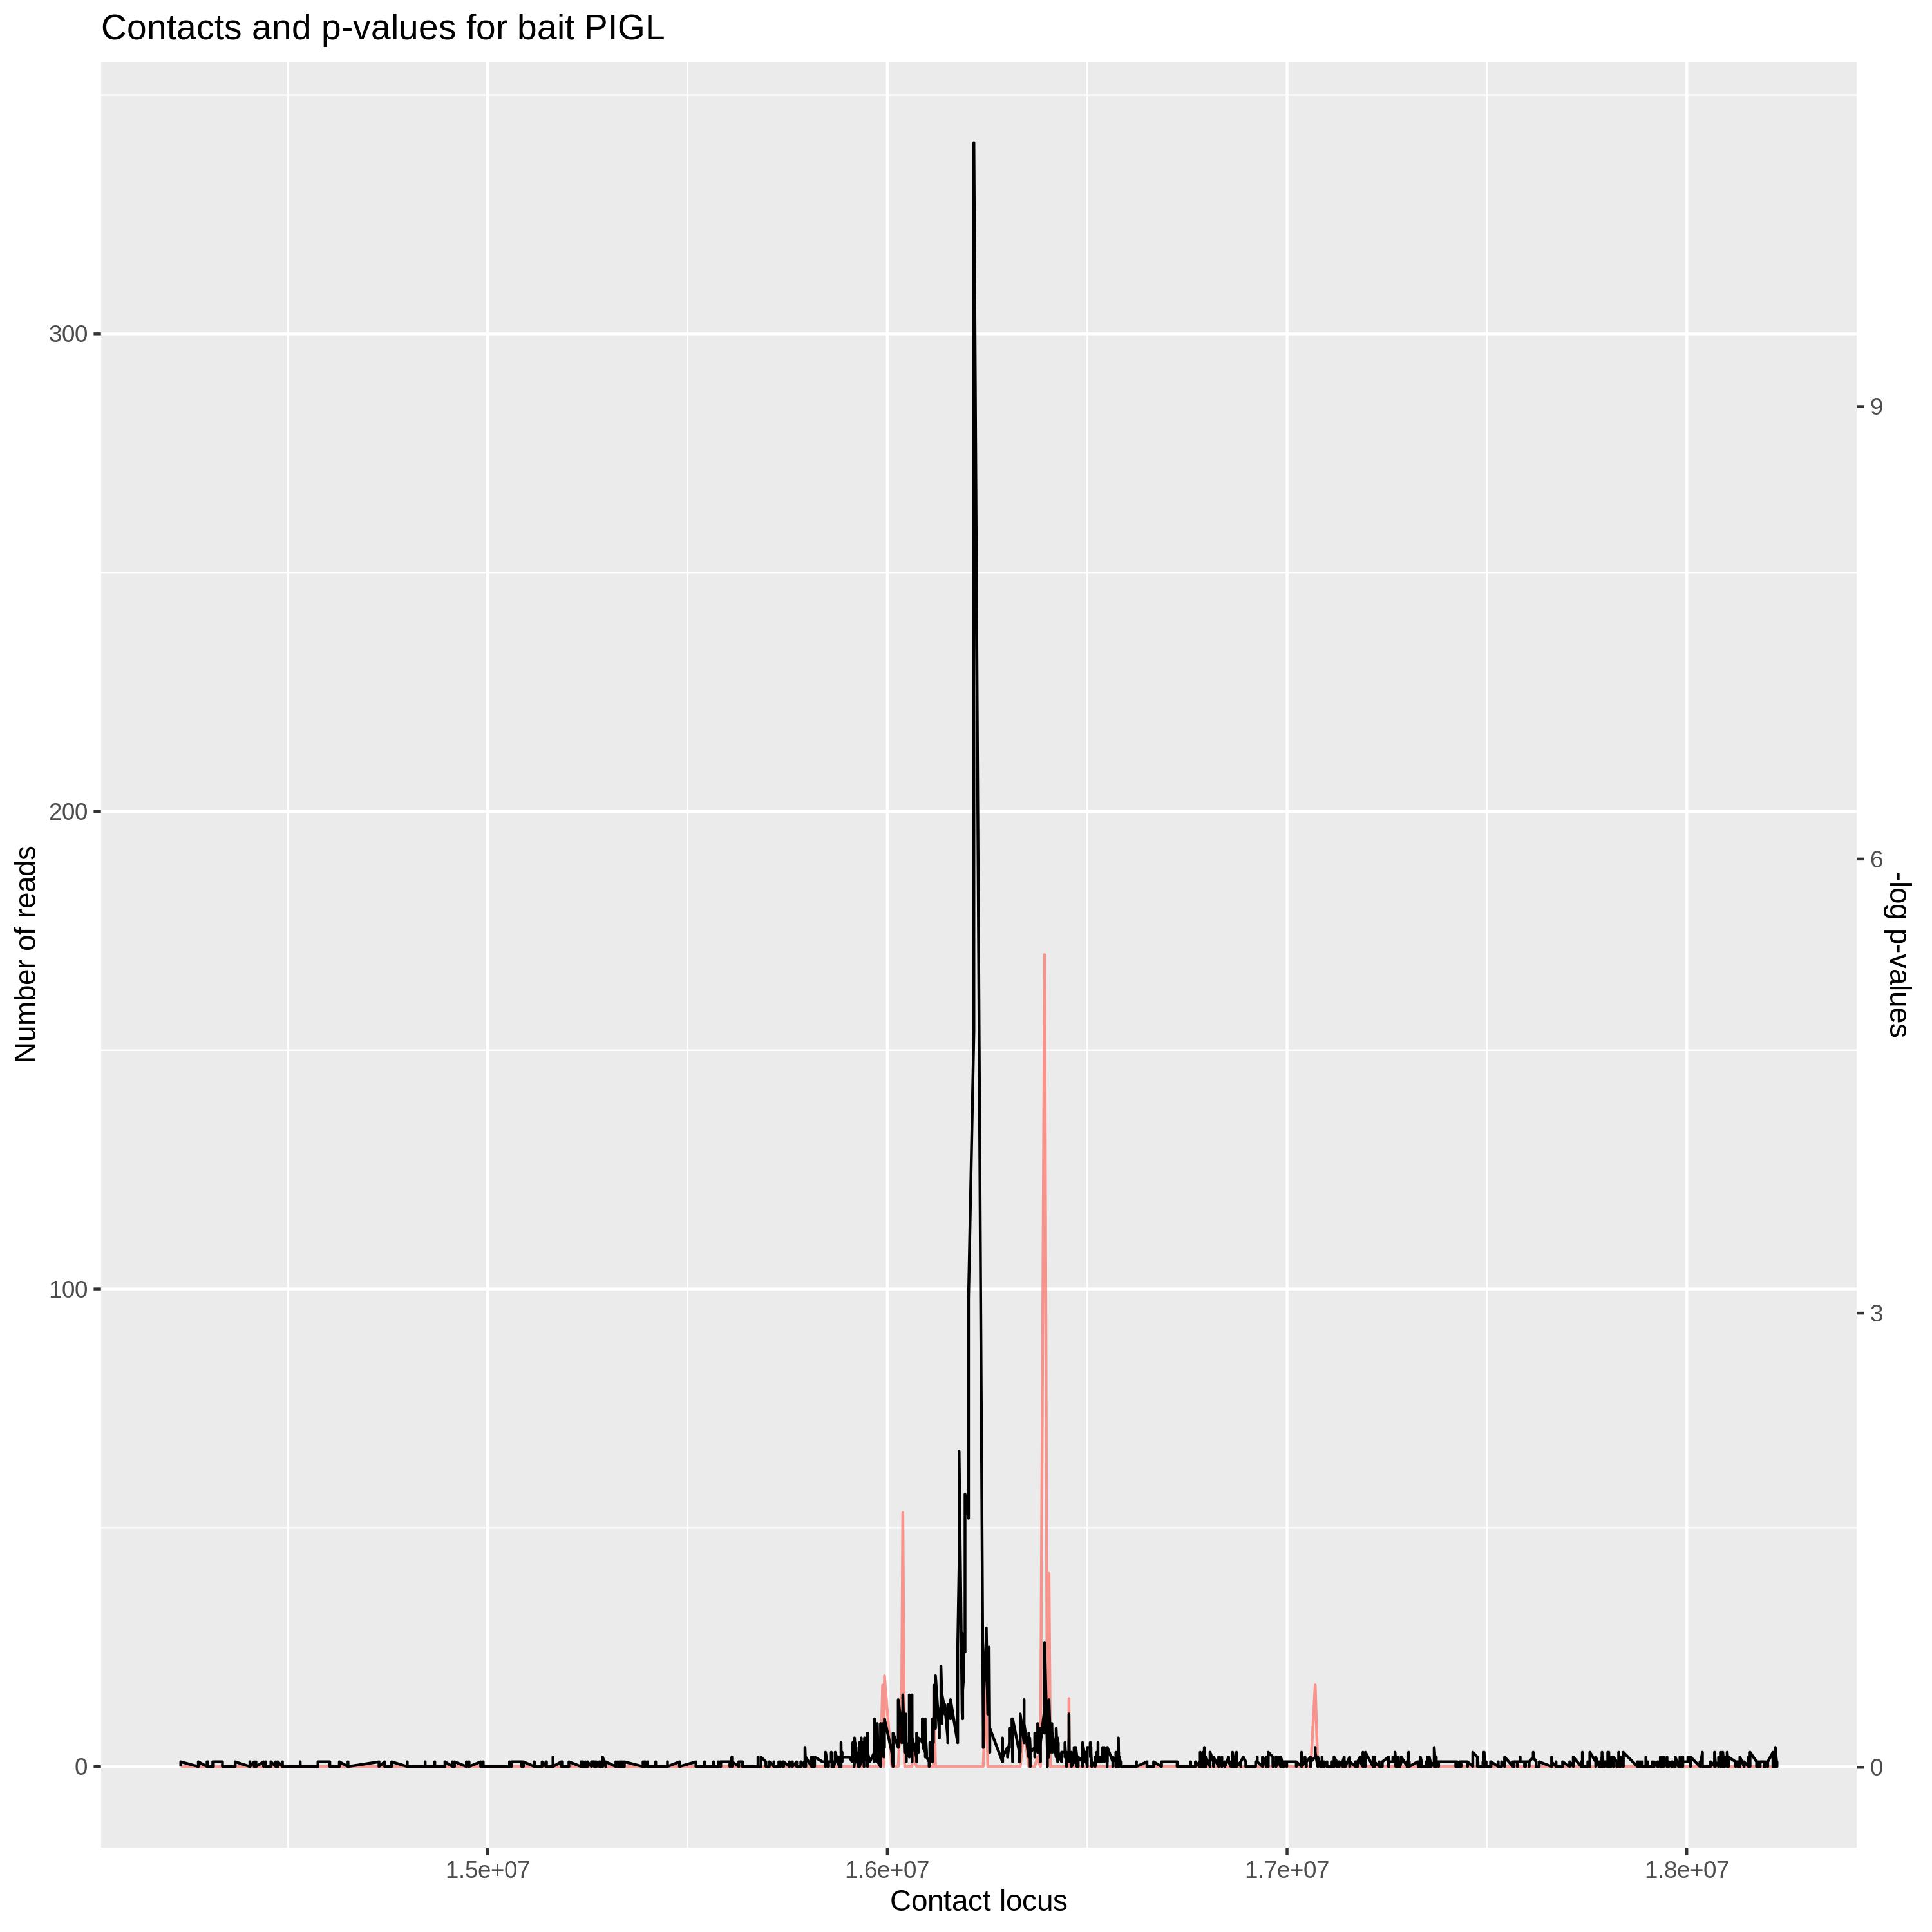 Contacts and p-values for bait PIGL
Number of reads
300
200
100
0
9
6
3
0
-log p-values
1.5e+07
1.6e+07
1.7e+07
1.8e+07
Contact locus